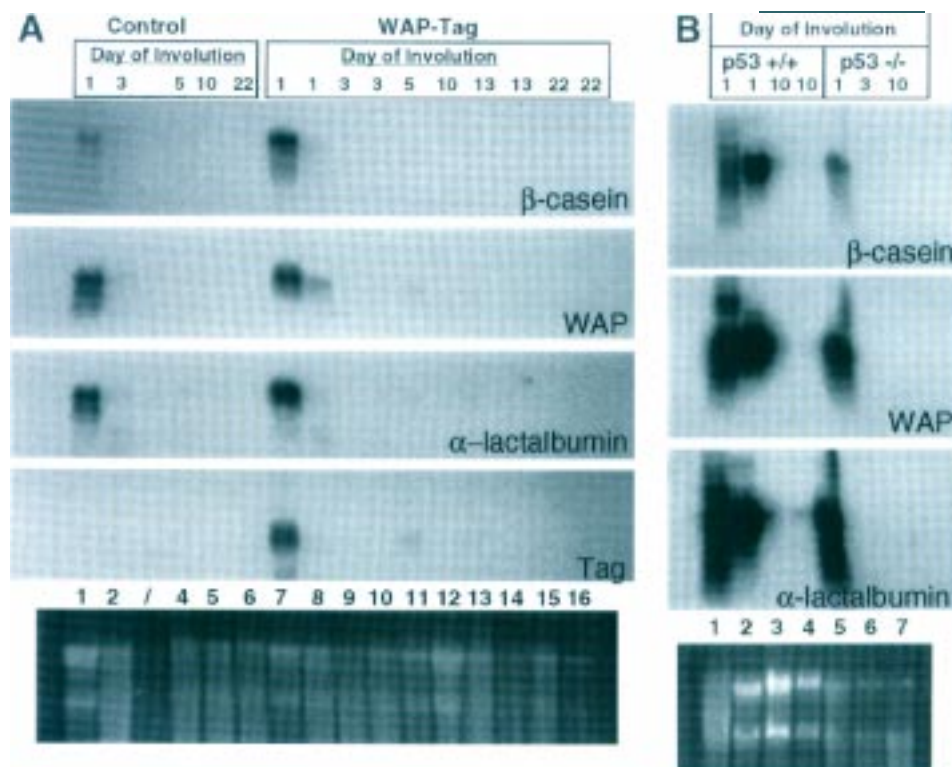 A
Control
WAP-Tag
Day of Involution
Day of Involution
1 3 5 10 22
1 1 3 3 5 10 13 13 22 22
β-casein
WAP
α-lactalbumin
Tag
1 2 / 4 5 6 7 8 9 10 11 12 13 14 15 16
B
Day of Involution
p53 +/+ p53 -/-
1 1 10 10 1 3 10
β-casein
WAP
α-lactalbumin
1 2 3 4 5 6 7